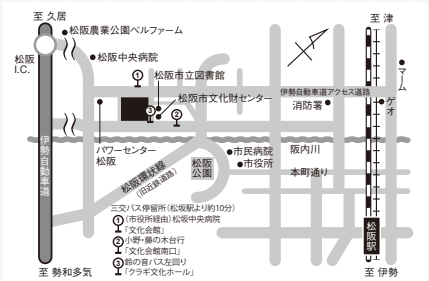 至 久居
至 津
松阪農業公園ベルファーム
松阪
I.C.
松阪中央病院
①
松阪市立図書館
松阪市文化財センター
③
②
伊勢自動車道アクセス道路
消防署
マーム
ゲオ
パワーセンター
松阪
伊勢自動車道
松阪環状線
(旧近鉄道路)
松阪
公園
市民病院
市役所
阪内川
本町通り
松阪駅
三交バス停留所(松坂駅より約10分)
①(市役所経由)松坂中央病院
「文化会館」
②小野・藤の木台行
「文化会館南口」
③鈴の音バス左回り
「クラギ文化ホール」
至 勢和多気
至 伊勢